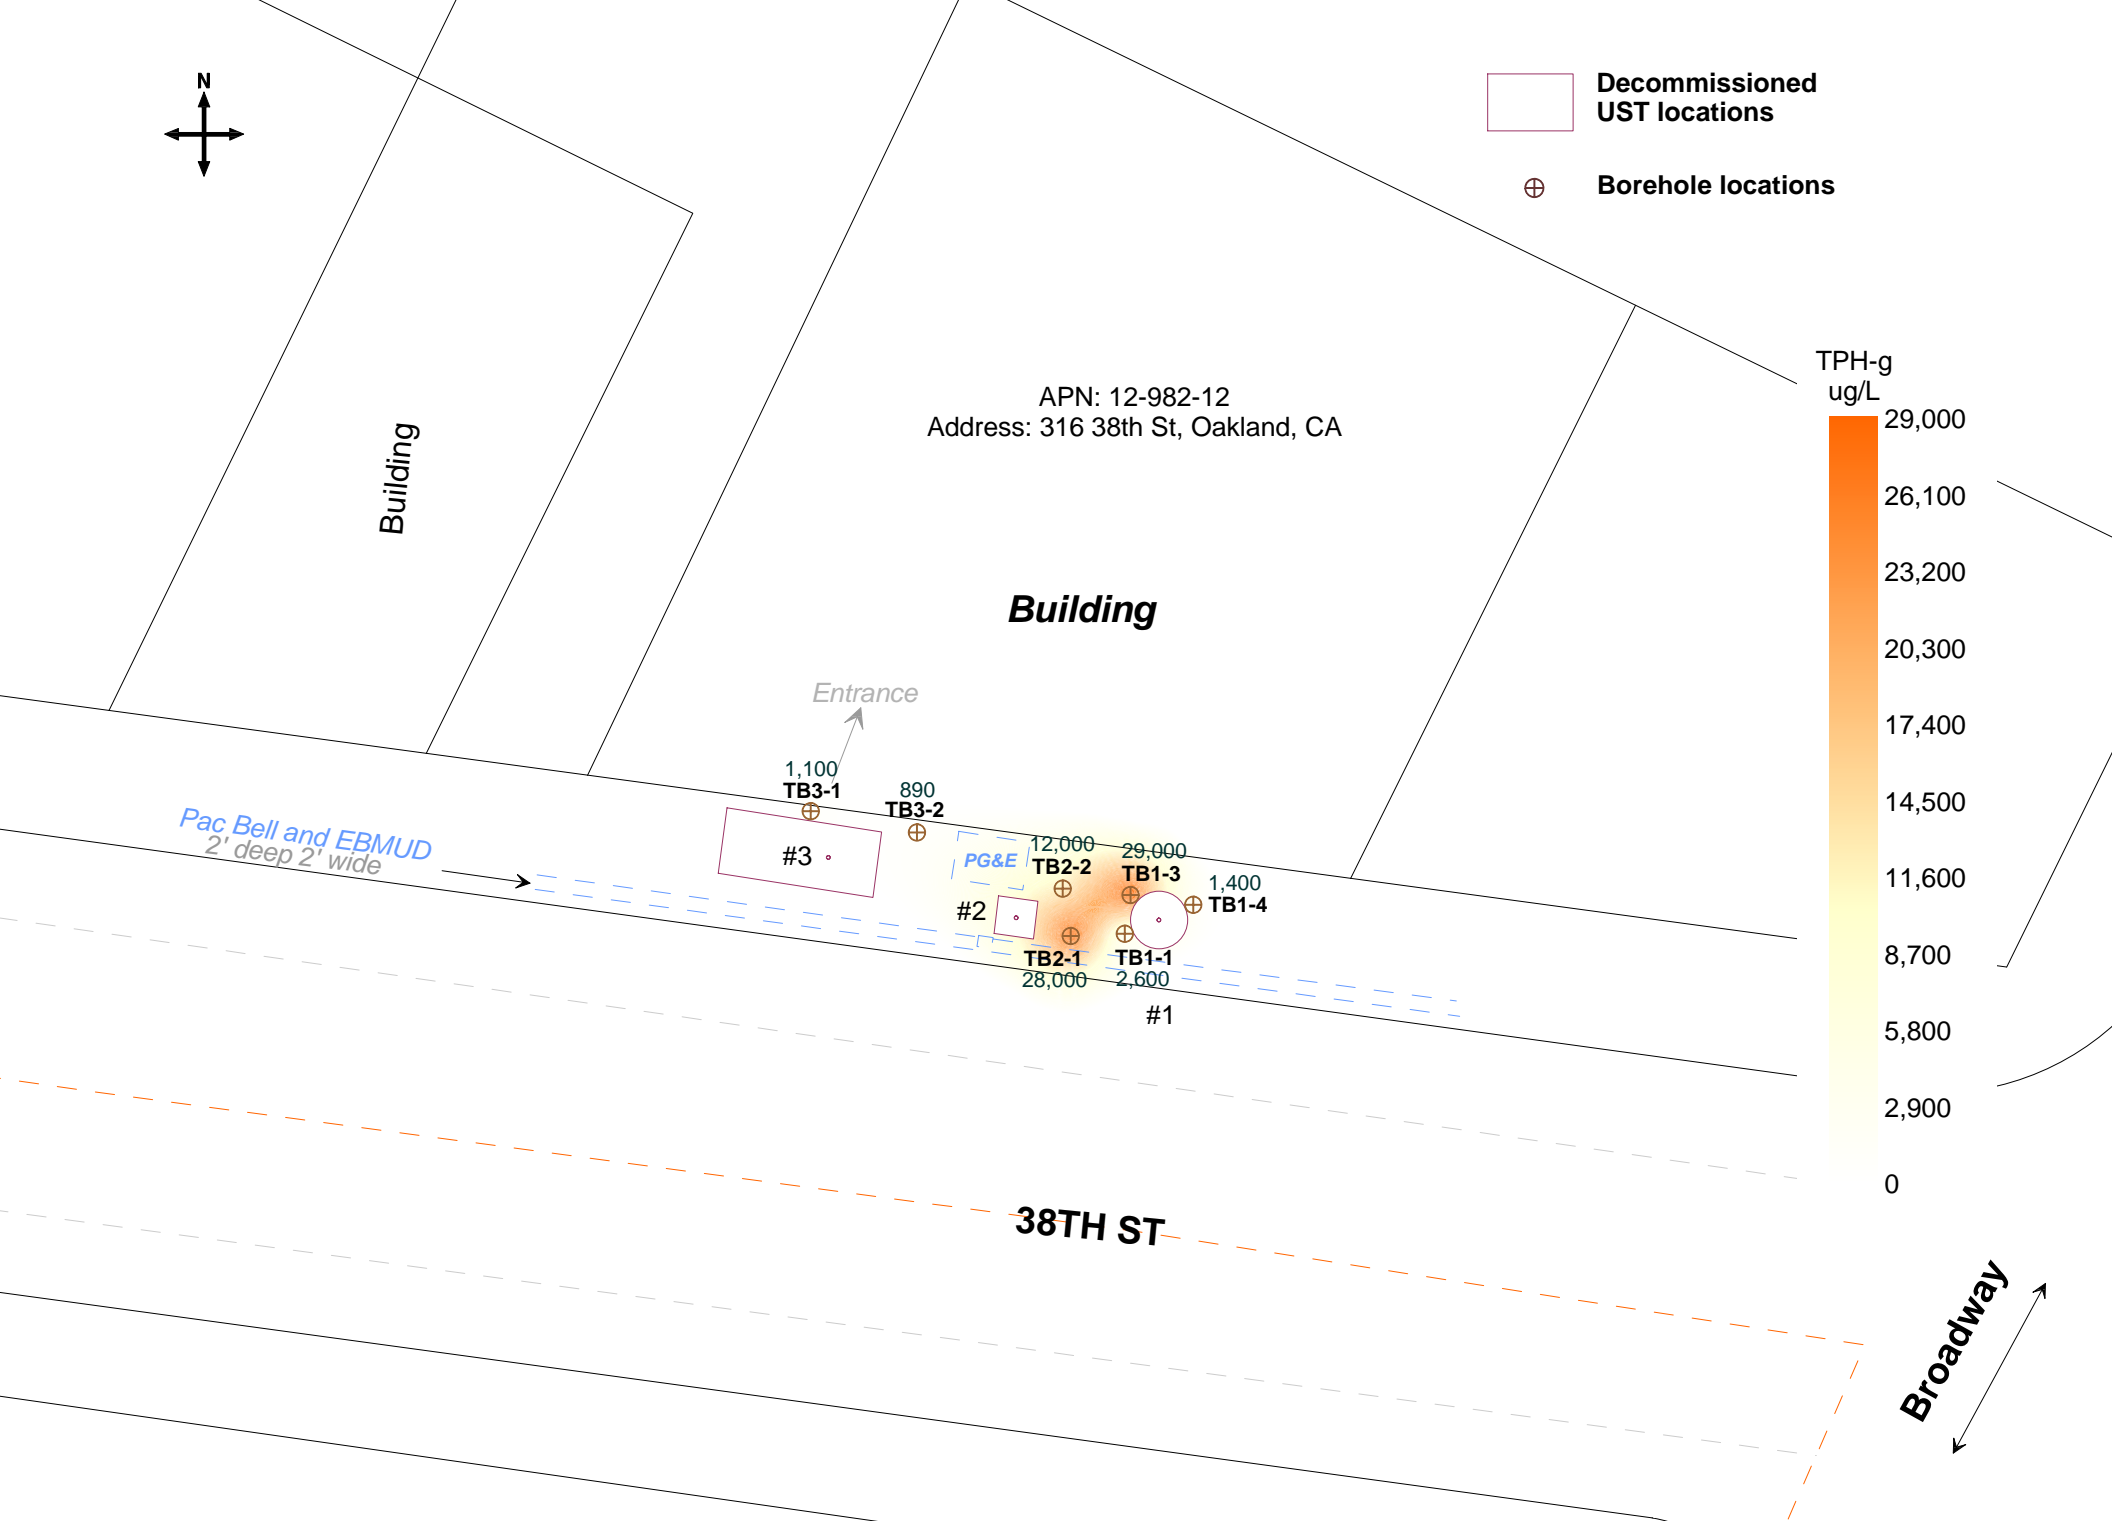 N
Decommissioned
UST locations
Borehole locations
TPH-g
ug/L
29,000
26,100
23,200
20,300
17,400
14,500
11,600
8,700
5,800
2,900
0
APN: 12-982-12
Address: 316 38th St, Oakland, CA
Building
Building
Entrance
1,100
TB3-1
890
TB3-2
Pac Bell and EBMUD
2' deep 2' wide
#3
PG&E
12,000
TB2-2
29,000
TB1-3
1,400
TB1-4
#2
TB2-1
28,000
TB1-1
2,600
#1
38TH ST
Broadway